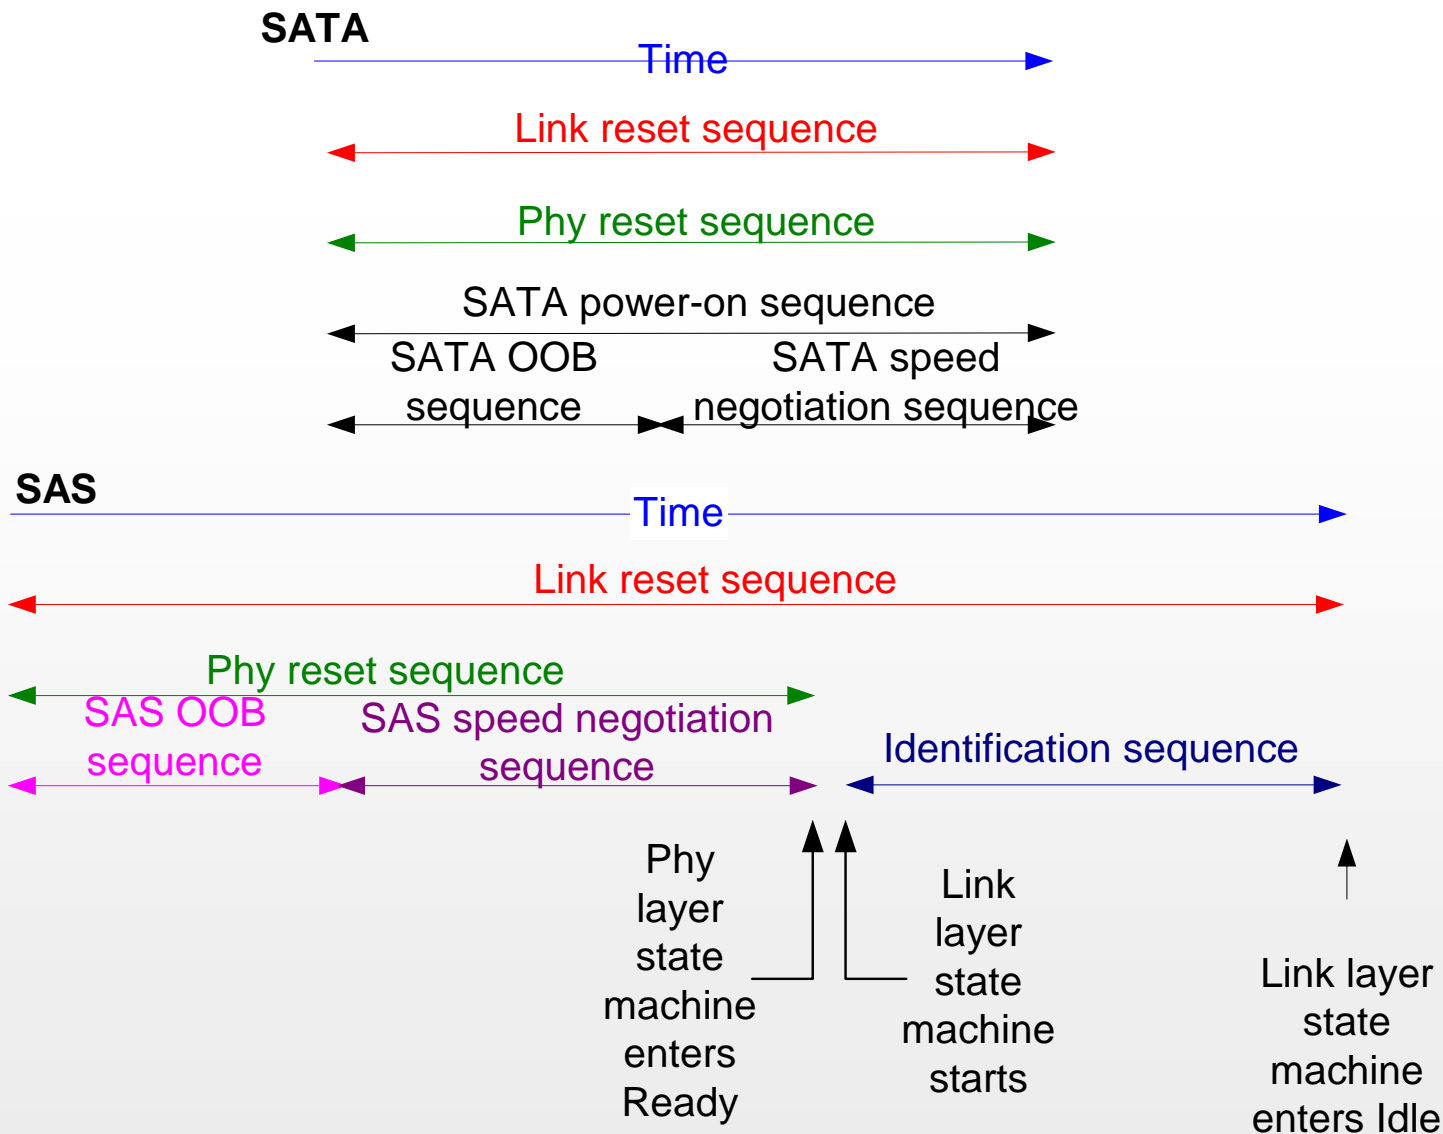 SATA
Time
Link reset sequence
Phy reset sequence
SATA power-on sequence
SATA OOB
sequence
SATA speed
negotiation sequence
SAS
Time
Link reset sequence
Phy reset sequence
SAS OOB
sequence
SAS speed negotiation
sequence
Identification sequence
Phy
layer
state
machine
enters
Ready
Link
layer
state
machine
starts
Link layer
state
machine
enters Idle